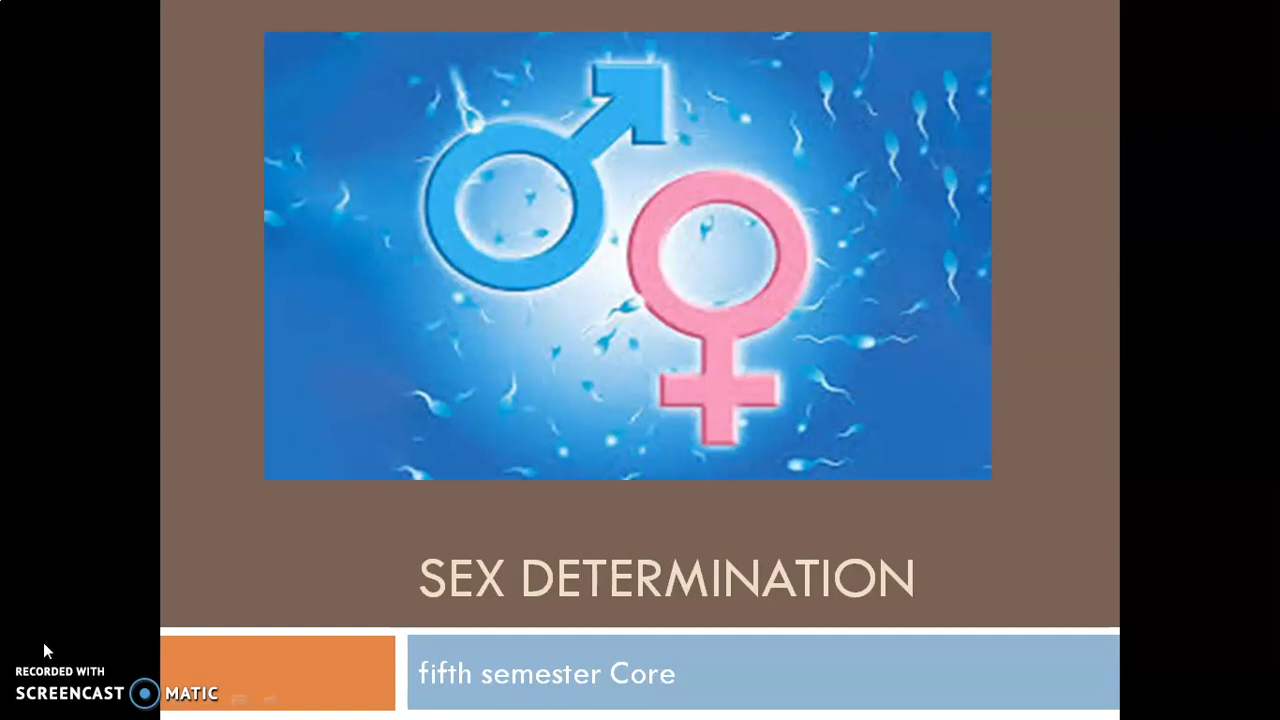 SEX DETERMINATION
fifth semester Core
RECORDED WITH
SCREENCAST MATIC